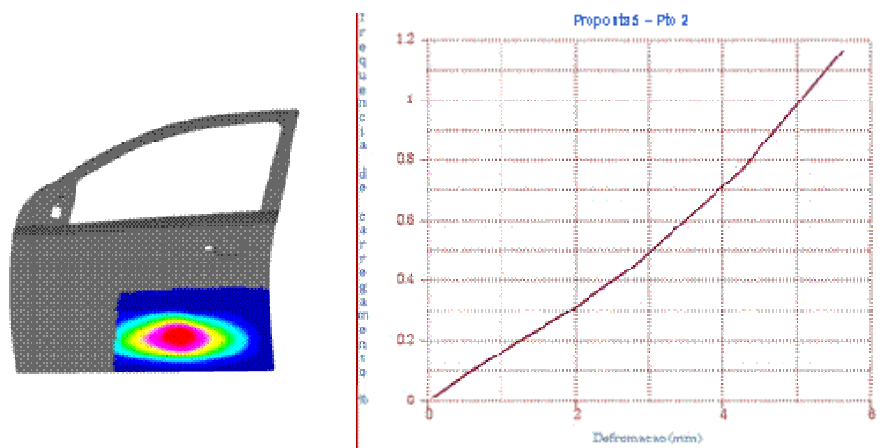 Proposta5 – Pto 2
frequencia de carregamento %
1.2
1
0.8
0.6
0.4
0.2
0
0 2 4 6
Defromacao (mm)